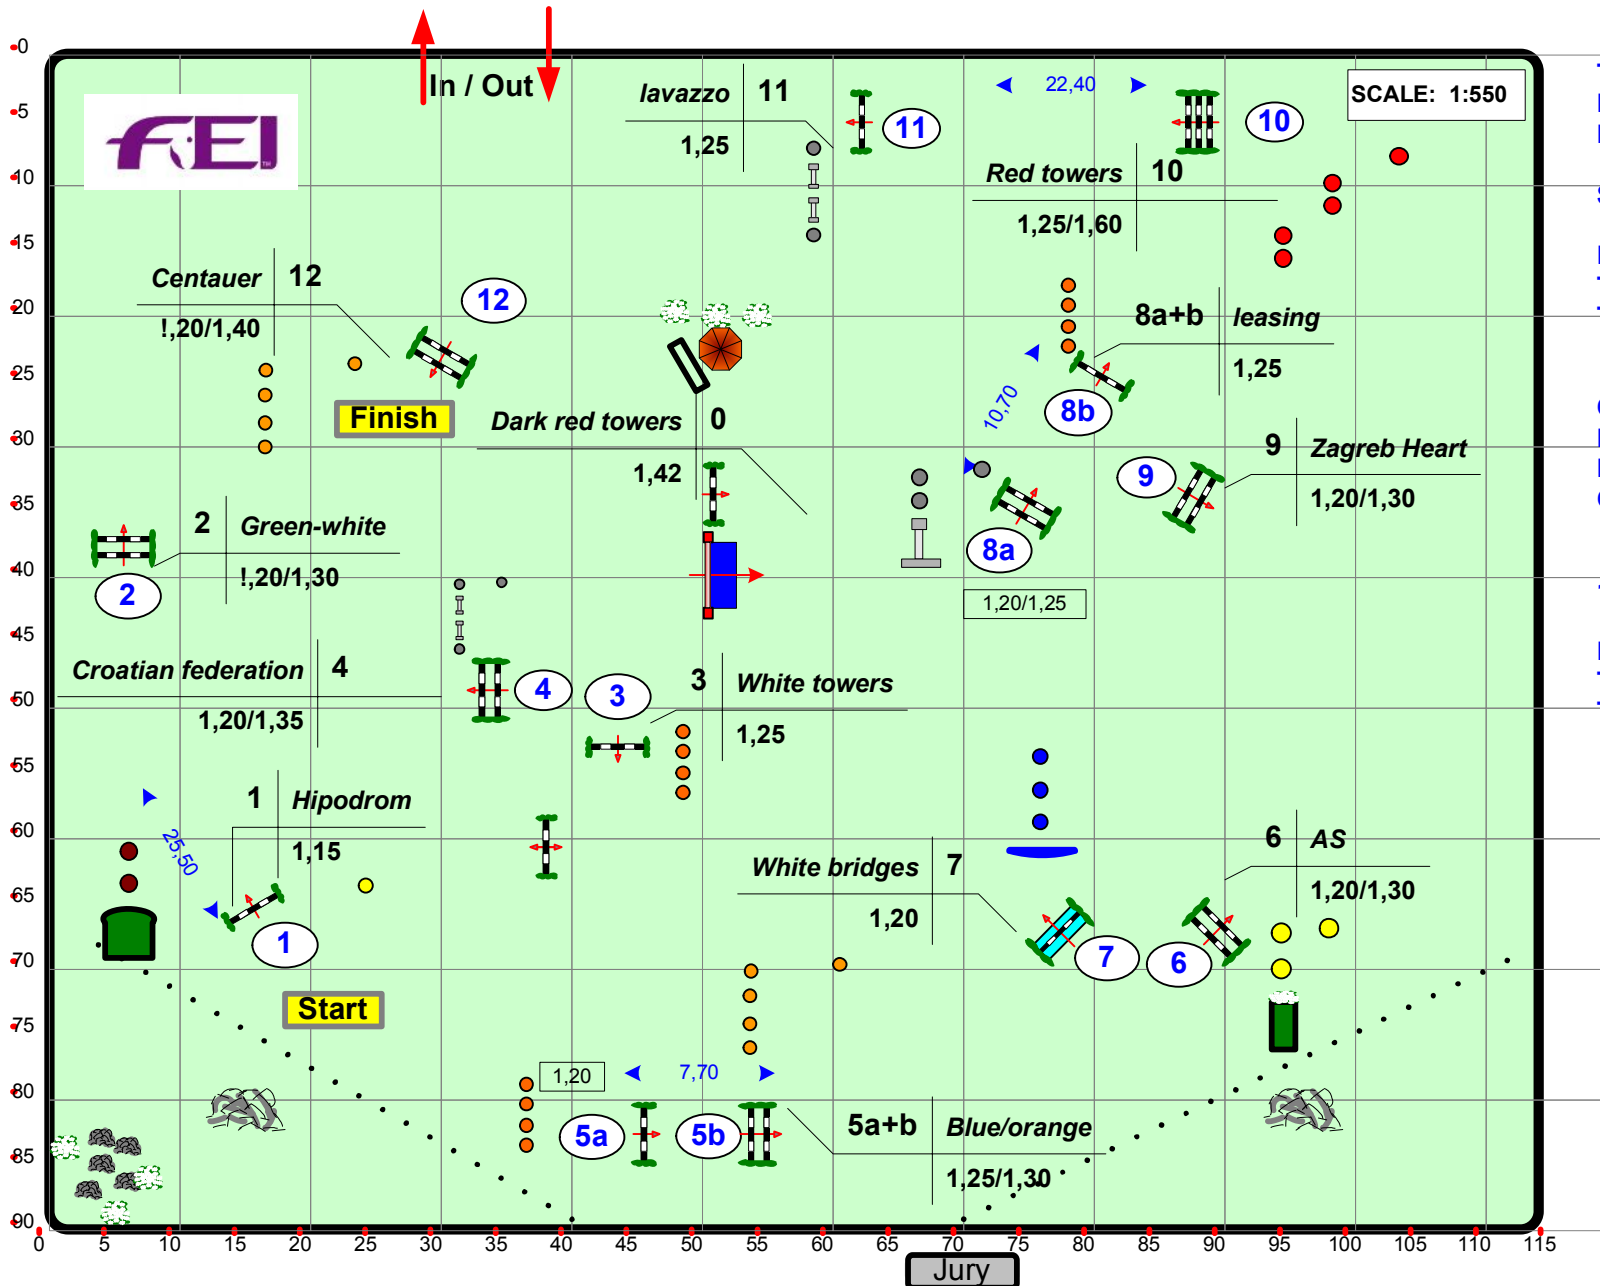 In / Out
FEI
TM
lavazzo 11
1,25
11
22,40
10
SCALE: 1:550
Red towers 10
1,25/1,60
Centauer 12
!,20/1,40
12
8a+b leasing
1,25
Finish
10,70
8b
Dark red towers 0
1,42
9
9 Zagreb Heart
1,20/1,30
2 Green-white
!,20/1,30
2
8a
1,20/1,25
Croatian federation 4
1,20/1,35
4
3
3 White towers
1,25
1 Hipodrom
1,15
25,50
1
White bridges 7
1,20
7
6 AS
1,20/1,30
6
Start
1,20
7,70
5a
5b
5a+b Blue/orange
1,25/1,30
0
5
10
15
20
25
30
35
40
45
50
55
60
65
70
75
80
85
90
0 5 10 15 20 25 30 35 40 45 50 55 60 65 70 75 80 85 90 95 100 105 110 115
Jury